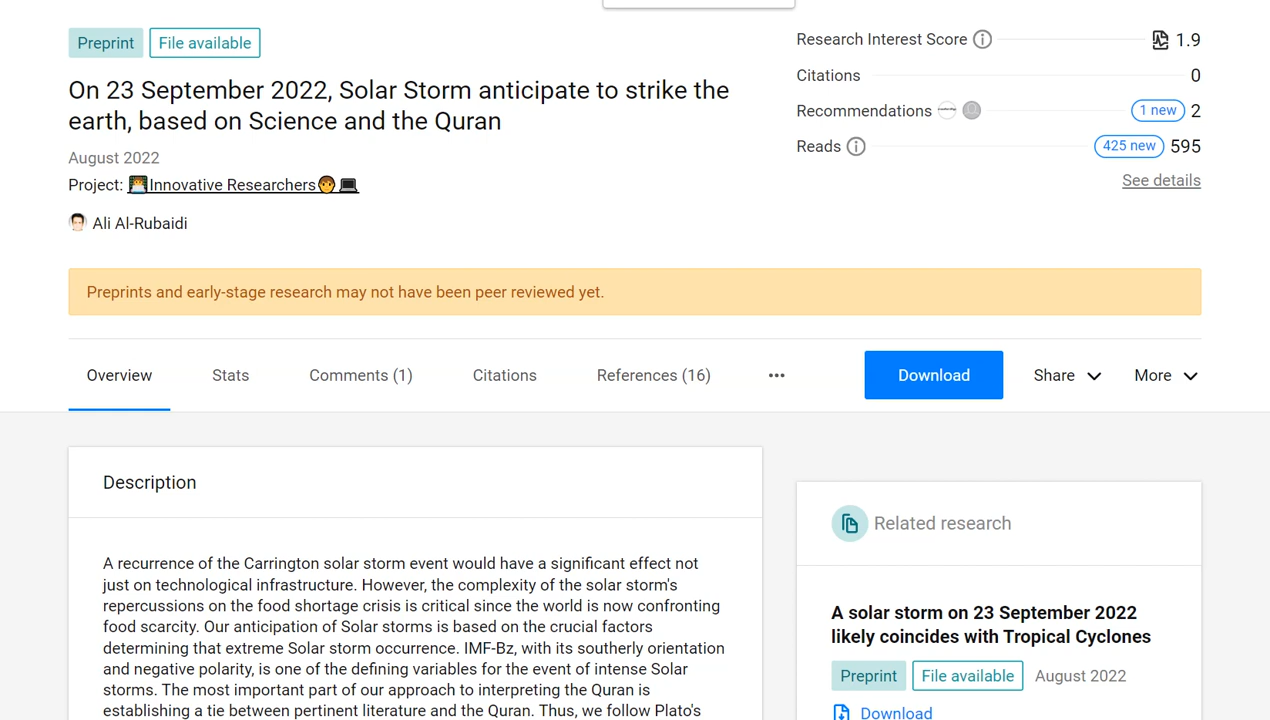 Preprint File available
On 23 September 2022, Solar Storm anticipate to strike the
earth, based on Science and the Quran
August 2022
Project: Innovative Researchers
Ali Al-Rubaidi
Research Interest Score 1.9
Citations 0
Recommendations 1 new 2
Reads 425 new 595
See details
Preprints and early-stage research may not have been peer reviewed yet.
Overview Stats Comments (1) Citations References (16) ••• Download Share More
Description
A recurrence of the Carrington solar storm event would have a significant effect not
just on technological infrastructure. However, the complexity of the solar storm's
repercussions on the food shortage crisis is critical since the world is now confronting
food scarcity. Our anticipation of Solar storms is based on the crucial factors
determining that extreme Solar storm occurrence. IMF-Bz, with its southerly orientation
and negative polarity, is one of the defining variables for the event of intense Solar
storms. The most important part of our approach to interpreting the Quran is
establishing a tie between pertinent literature and the Quran. Thus, we follow Plato's
Related research
A solar storm on 23 September 2022
likely coincides with Tropical Cyclones
Preprint File available August 2022
Download